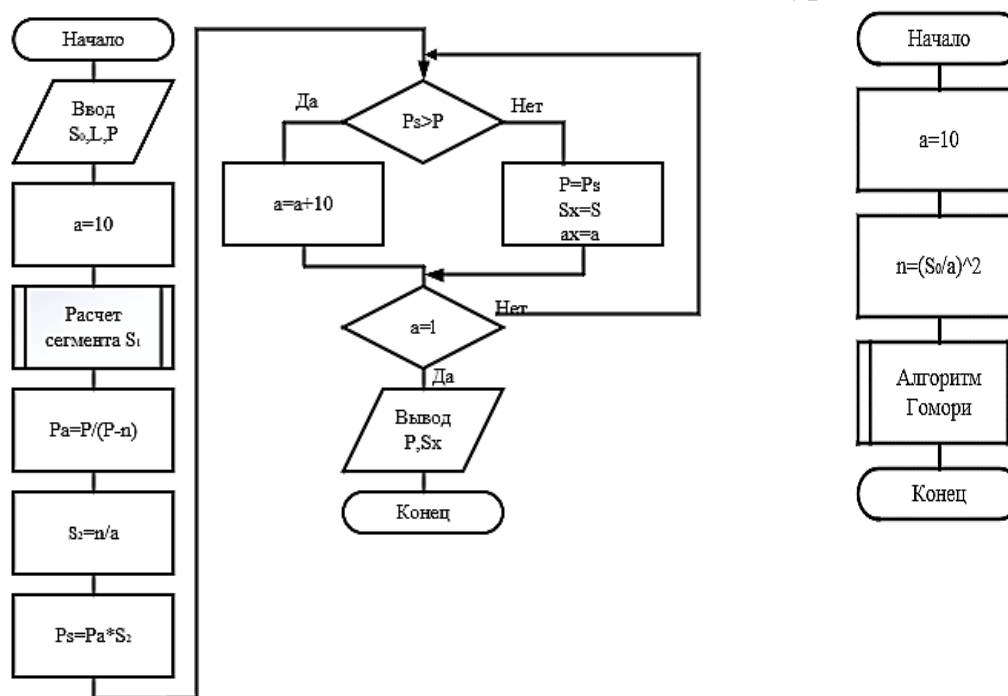 Начало
Ввод
S₀,L,P
a=10
Расчет
сегмента S₁
Pa=P/(P-n)
S₂=n/a
Ps=Pa*S₂
Да
Ps>P
Нет
a=a+10
P=Ps
Sx=S
ax=a
a=l
Нет
Да
Вывод
P,Sx
Конец
Начало
a=10
n=(S₀/a)^2
Алгоритм
Гомори
Конец